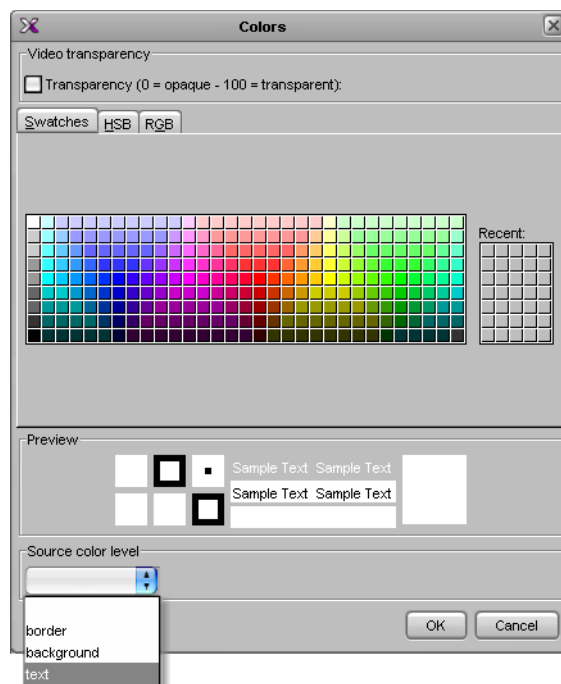 Colors
Video transparency
Transparency (0 = opaque - 100 = transparent):
Swatches HSB RGB
Recent:
Preview
Sample Text Sample Text
Sample Text Sample Text
Source color level
border
background
text
OK Cancel